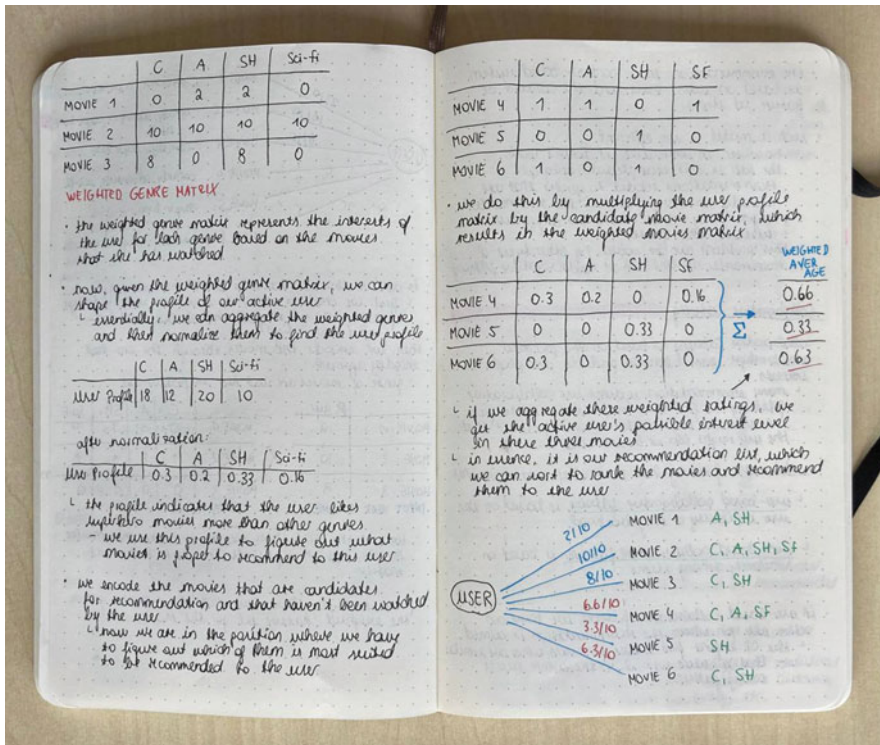 C A SH Sci-fi
MOVIE 1 0 2 2 0
MOVIE 2 10 10 10 10
MOVIE 3 8 0 8 0
WEIGHTED GENRE MATRIX
• the weighted genre matrix represents the interests of
the user for each genre based on the movies
that she has watched
• now, given the weighted genre matrix, we can
shape the profile of our active user
└ essentially, we can aggregate the weighted genres
and then normalize them to find the user profile
C A SH Sci-fi
User Profile 18 12 20 10
after normalization:
C A SH Sci-fi
User Profile 0.3 0.2 0.33 0.16
└ the profile indicates that the user likes
superhero movies more than other genres
- we use this profile to figure out what
movies is proper to recommend to this user
• we encode the movies that are candidates
for recommendation and that haven't been watched
by the user
└ now we are in the position where we have
to figure out which of them is most suited
to be recommended to the user
C A SH SF
MOVIE 4 1 1 0 1
MOVIE 5 0 0 1 0
MOVIE 6 1 0 1 0
• we do this by multiplying the user profile
matrix by the candidate movie matrix, which
results in the weighted movies matrix
WEIGHTED
AVER
AGE
C A SH SF
MOVIE 4 0.3 0.2 0 0.16 0.66
MOVIE 5 0 0 0.33 0 Σ 0.33
MOVIE 6 0.3 0 0.33 0 0.63
└ if we aggregate these weighted ratings, we
get the active user's possible interest level
in these three movies
└ in essence, it is our recommendation list, which
we can sort to rank the movies and recommend
them to the user
USER
2/10 MOVIE 1 A, SH
10/10 MOVIE 2 C, A, SH, SF
8/10 MOVIE 3 C, SH
6.6/10 MOVIE 4 C, A, SF
3.3/10 MOVIE 5 SH
6.3/10 MOVIE 6 C, SH